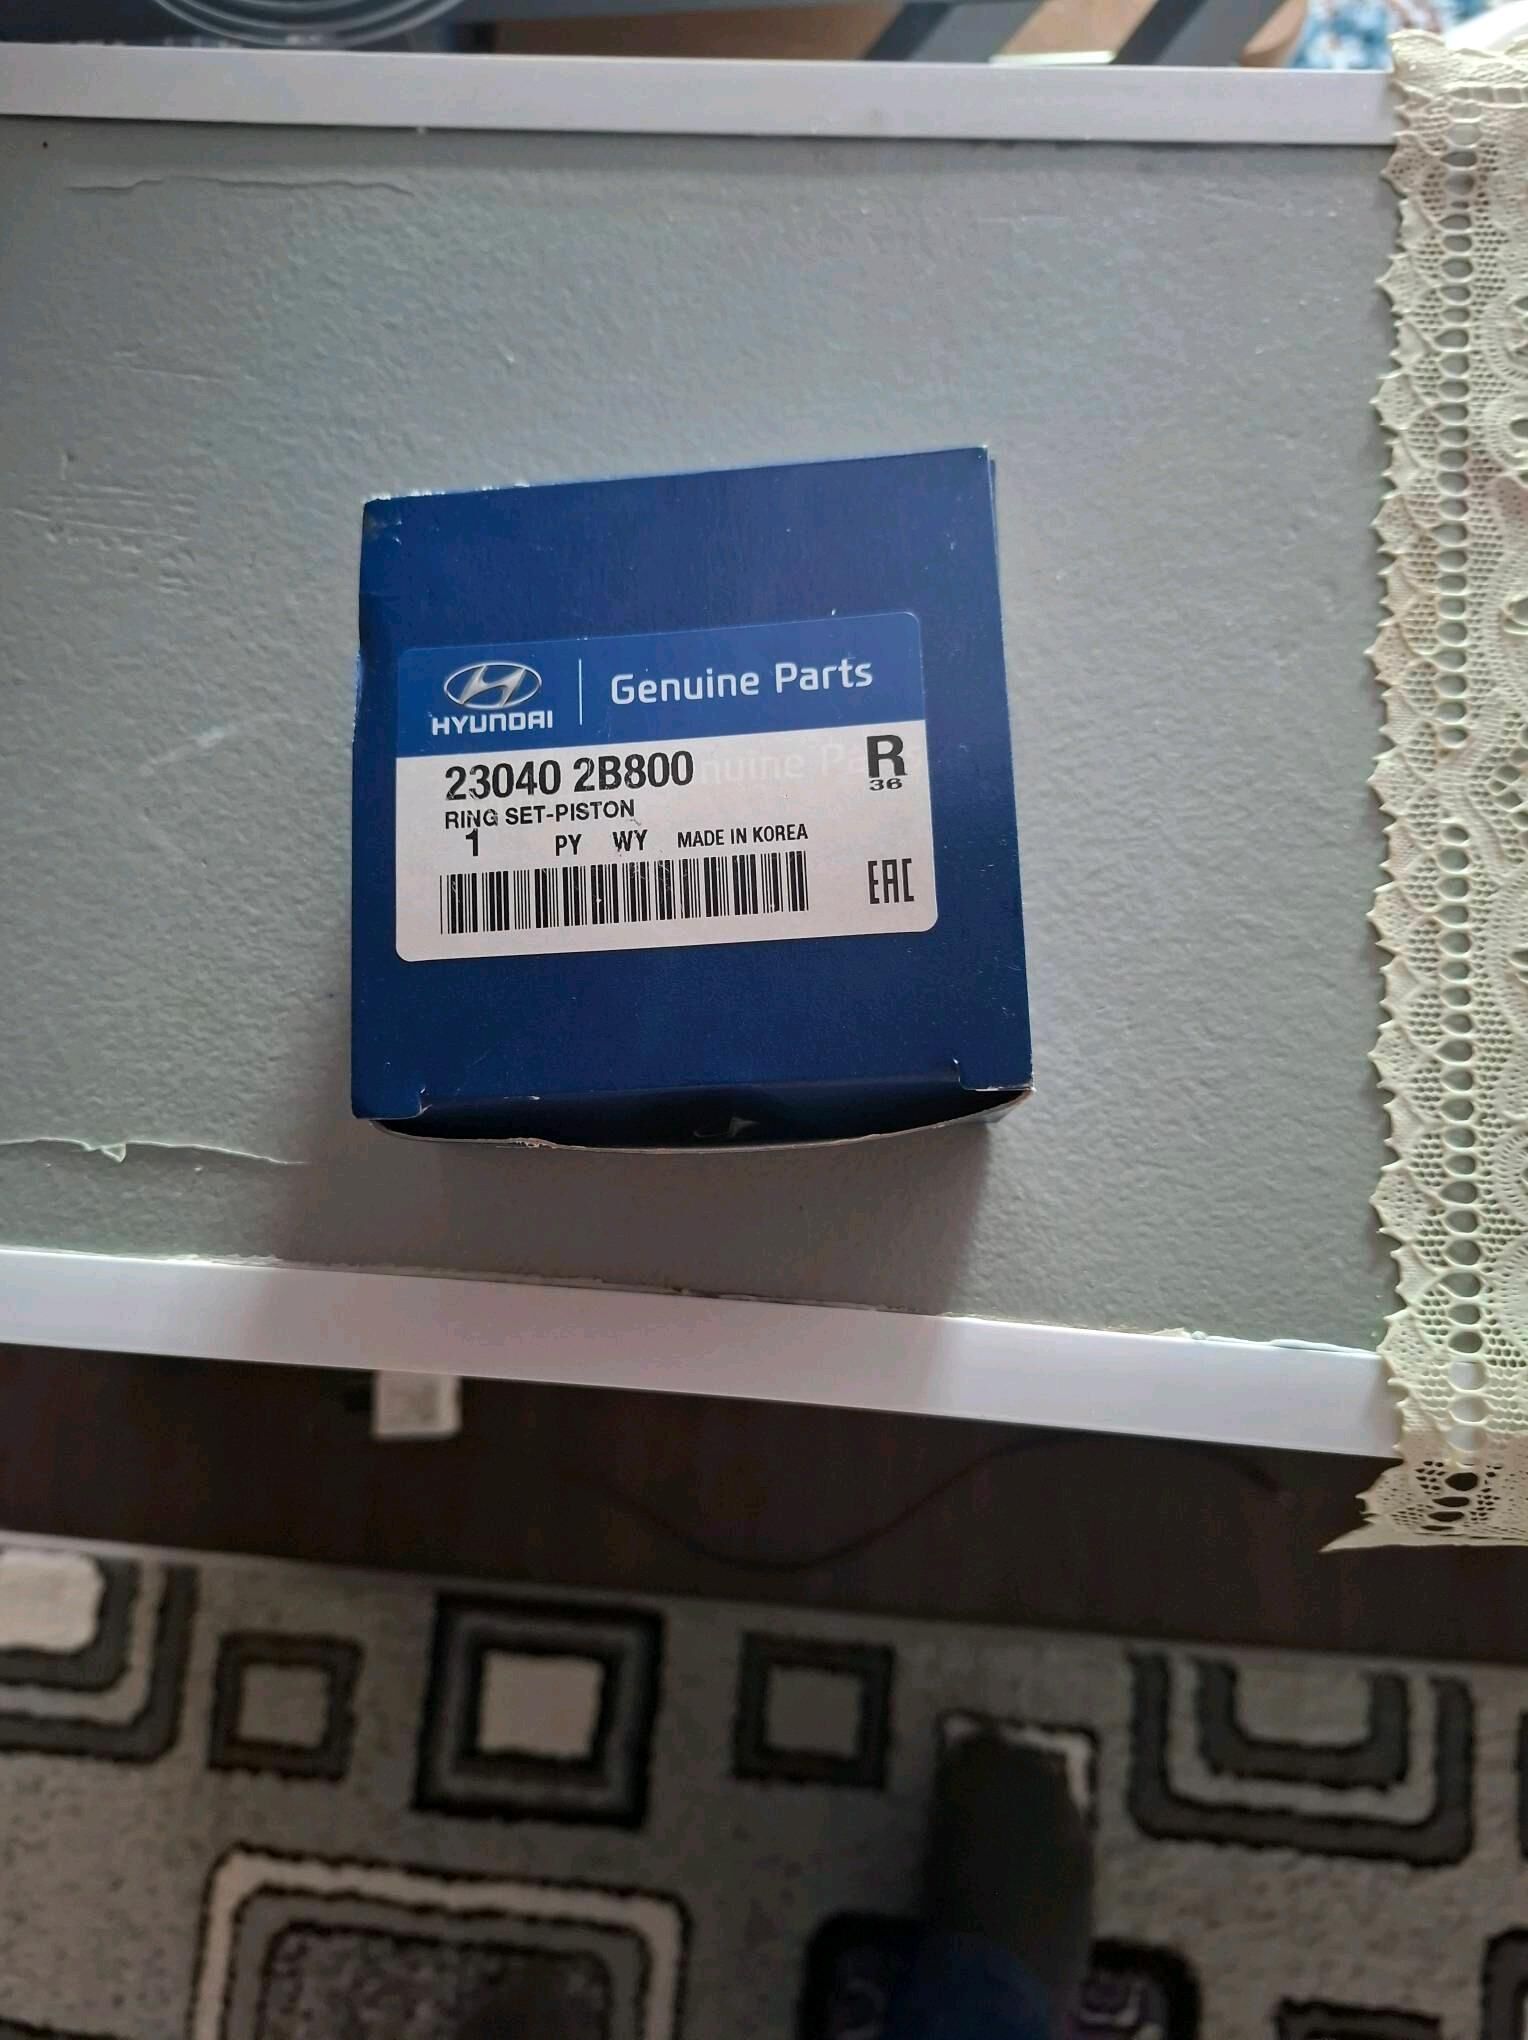 HYUNDAI
Genuine Parts
23040 2B800
R
36
RING SET-PISTON
1 PY WY MADE IN KOREA
EAC